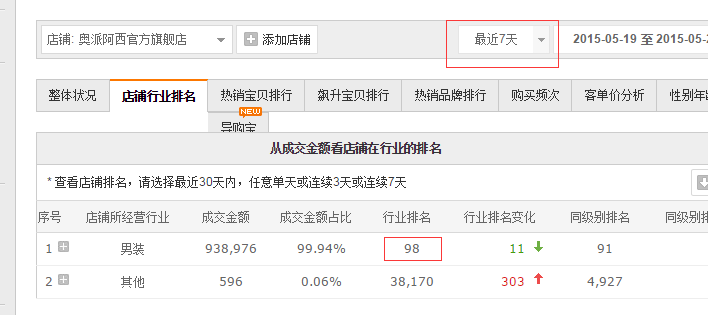 店铺: 奥派阿西官方旗舰店 添加店铺 最近7天 2015-05-19 至 2015-05-2
整体状况 店铺行业排名 热销宝贝排行 飙升宝贝排行 热销品牌排行 购买频次 客单价分析 性别年
NEW
导购宝
从成交金额看店铺在行业的排名
* 查看店铺排名，请选择最近30天内，任意单天或连续3天或连续7天
序号 店铺所经营行业 成交金额 成交金额占比 行业排名 行业排名变化 同级别排名 同级别
1 男装 938,976 99.94% 98 11 91
2 其他 596 0.06% 38,170 303 4,927